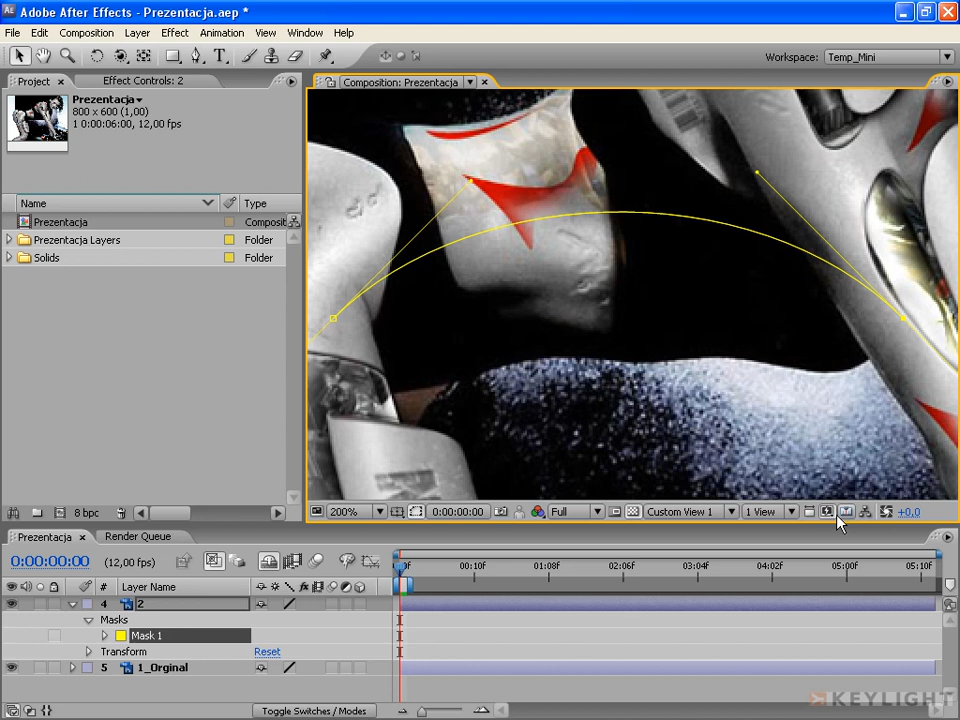 Adobe After Effects - Prezentacja.aep *
File Edit Composition Layer Effect Animation View Window Help
Workspace: Temp_Mini
Project Effect Controls: 2
Composition: Prezentacja
Prezentacja
800 x 600 (1,00)
1 0:00:06:00, 12,00 fps
Name Type
Prezentacja Composit
Prezentacja Layers Folder
Solids Folder
8 bpc
200% 0:00:00:00 Full Custom View 1 1 View +0,0
Prezentacja Render Queue
0:00:00:00 (12,00 fps)
00:10f 01:08f 02:06f 03:04f 04:02f 05:00f 05:10f
# Layer Name
4 2
Masks
Mask 1
Transform Reset
5 1_Orginal
Toggle Switches / Modes
KEYLIGHT